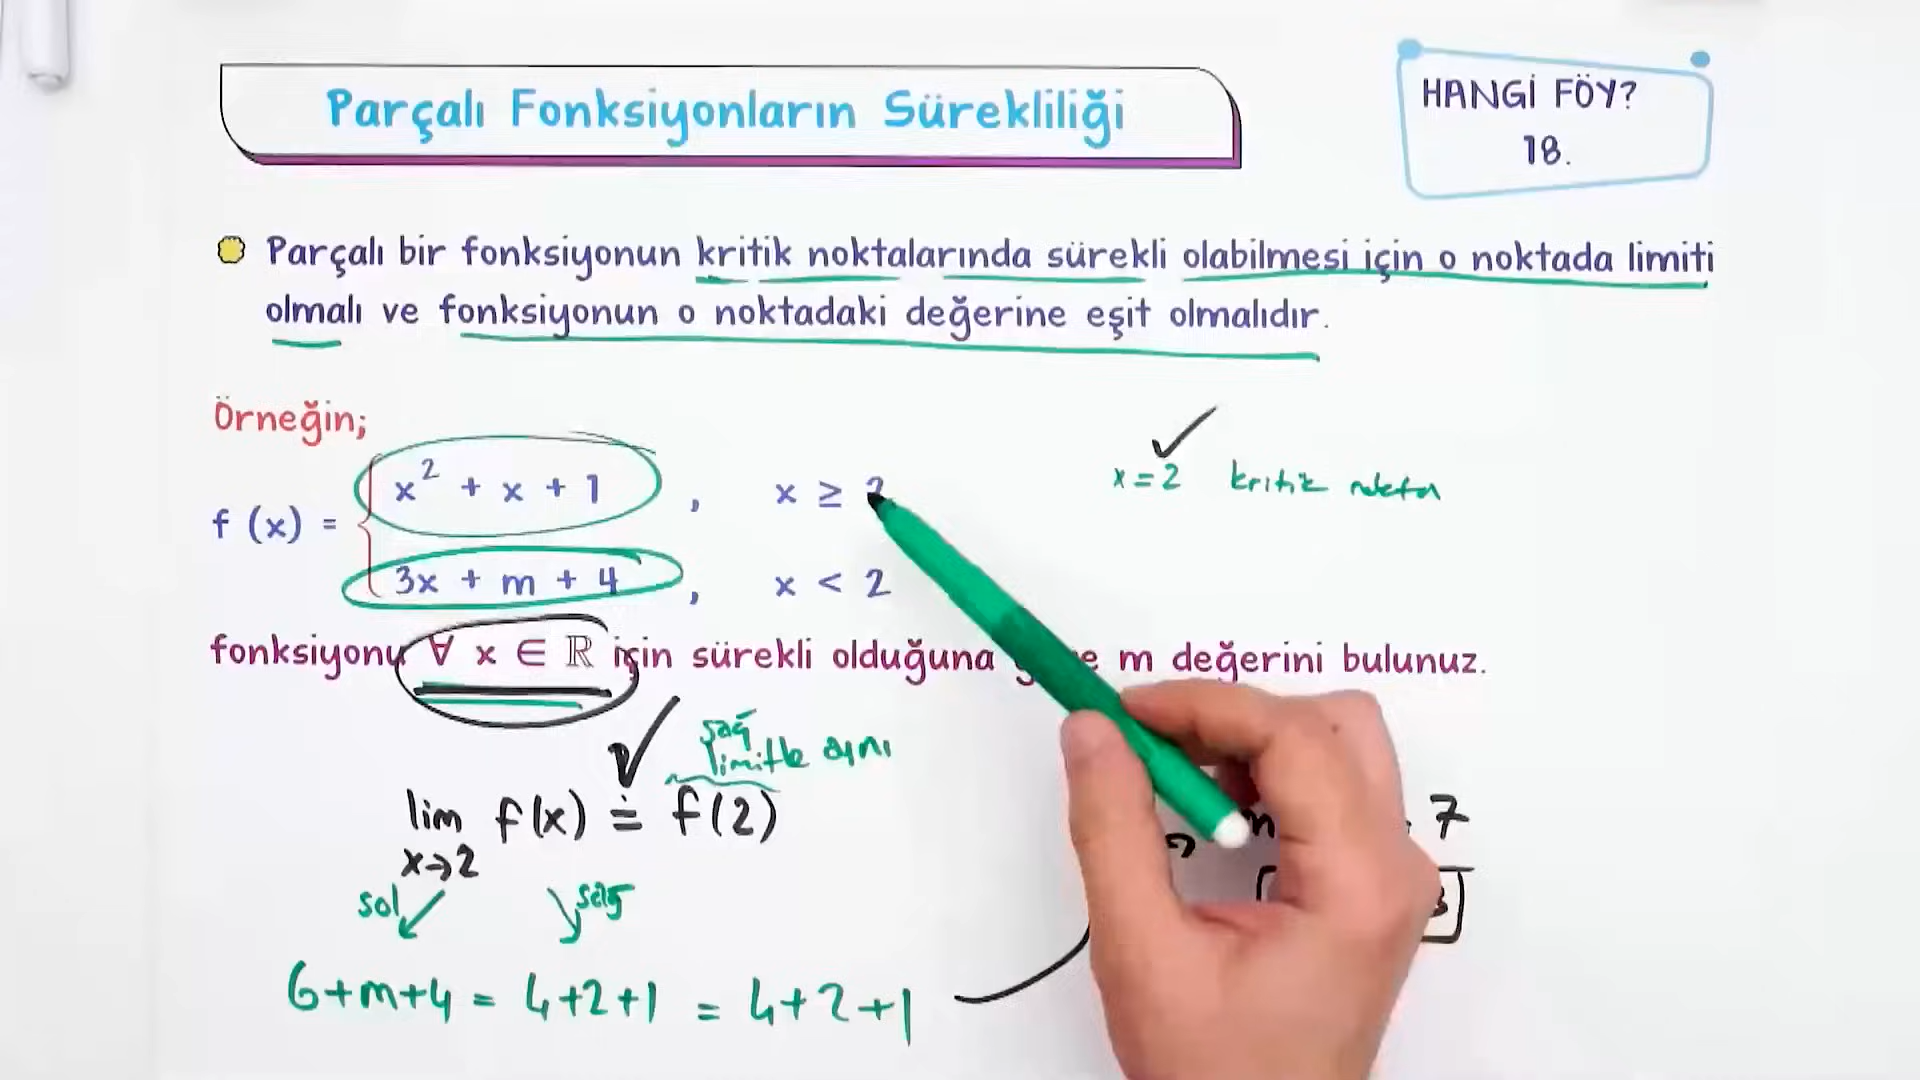 Parçalı Fonksiyonların Sürekliliği
HANGİ FÖY?
18.
Parçalı bir fonksiyonun kritik noktalarında sürekli olabilmesi için o noktada limiti
olmalı ve fonksiyonun o noktadaki değerine eşit olmalıdır.
Örneğin;
x = 2 kritik nokta
x² + x + 1 , x ≥ 2
f (x) =
3x + m + 4 , x < 2
fonksiyonu ∀ x ∈ ℝ için sürekli olduğuna m değerini bulunuz.
sağ
limitle aynı
lim f(x) = f(2)
x→2
7
sol sağ
6+m+4 = 4+2+1 = 4+2+1